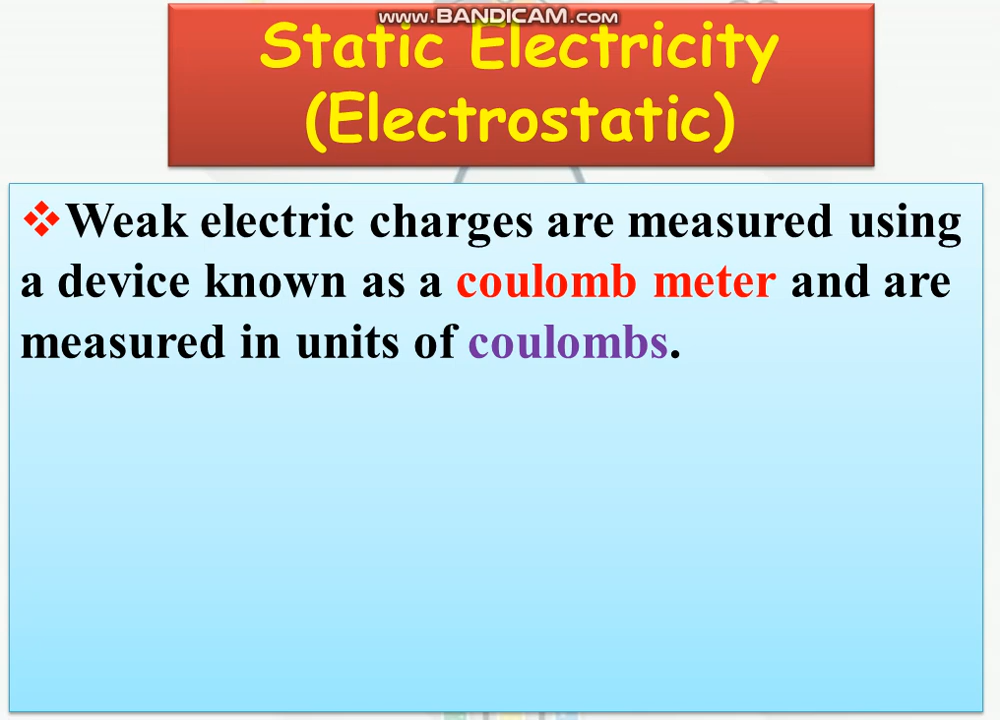 www.BANDICAM.com
Static Electricity
(Electrostatic)
❖Weak electric charges are measured using
a device known as a coulomb meter and are
measured in units of coulombs.